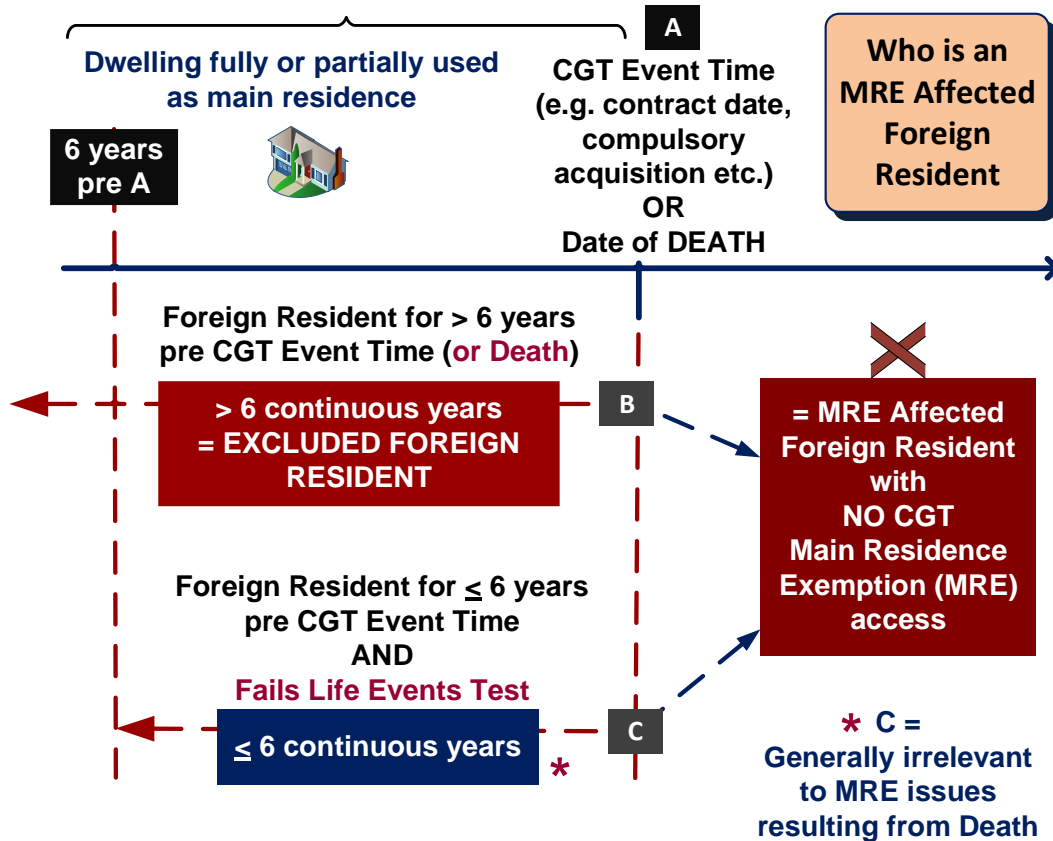 A
Who is an
MRE Affected
Foreign
Resident
Dwelling fully or partially used
as main residence
CGT Event Time
(e.g. contract date,
compulsory
acquisition etc.)
OR
Date of DEATH
6 years
pre A
Foreign Resident for > 6 years
pre CGT Event Time (or Death)
> 6 continuous years
= EXCLUDED FOREIGN
RESIDENT
B
= MRE Affected
Foreign Resident
with
NO CGT
Main Residence
Exemption (MRE)
access
Foreign Resident for ≤ 6 years
pre CGT Event Time
AND
Fails Life Events Test
≤ 6 continuous years
*
C
* C =
Generally irrelevant
to MRE issues
resulting from Death